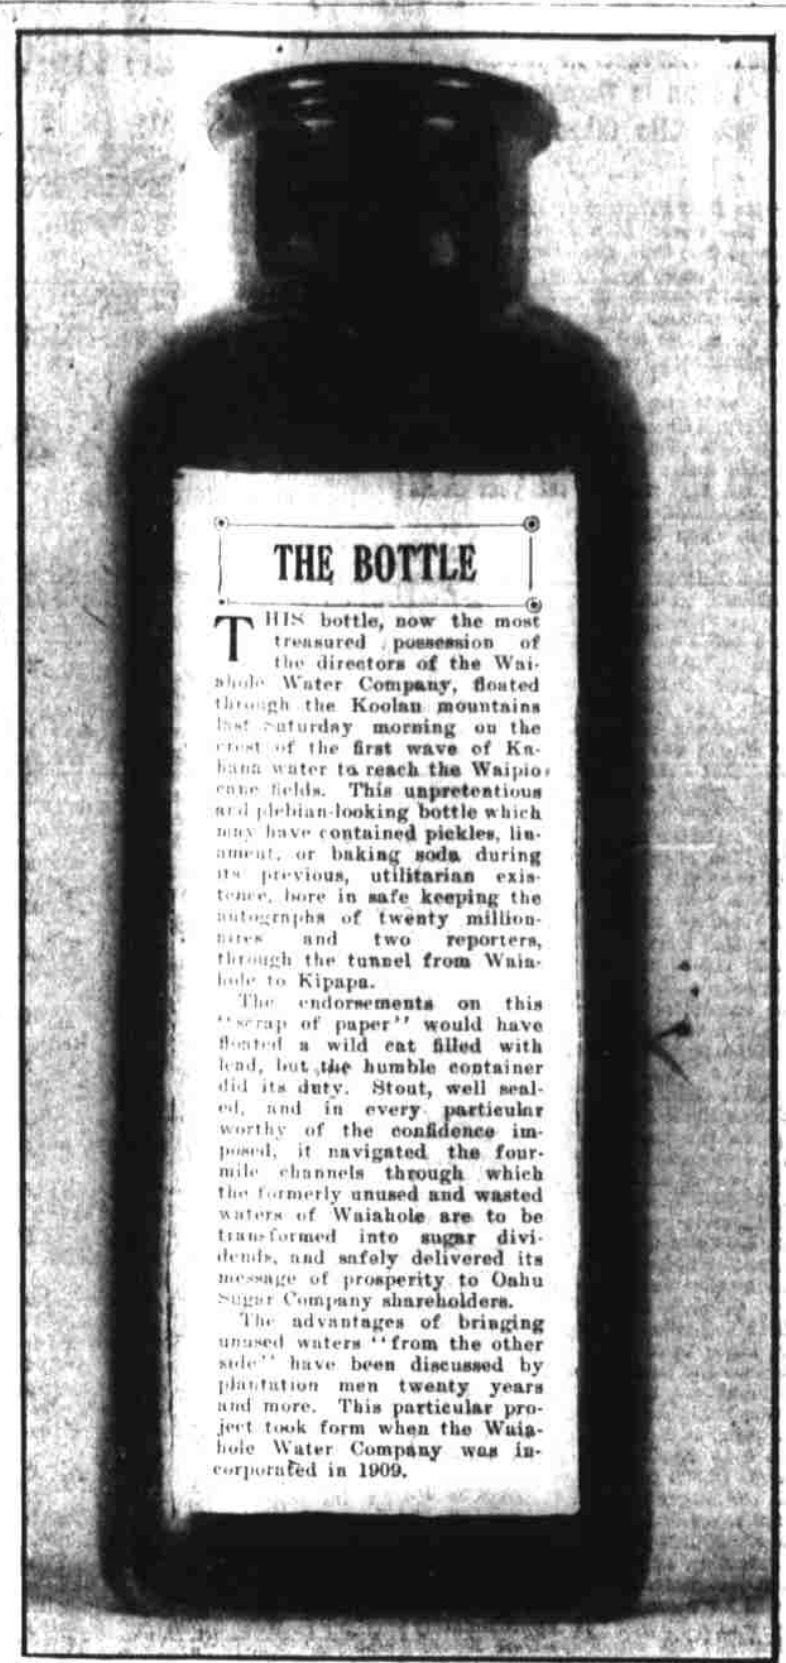 THE BOTTLE
THIS bottle, now the most
treasured possession of
the directors of the Wai-
ahole Water Company, floated
through the Koolau mountains
last Saturday morning on the
crest of the first wave of Ka-
hana water to reach the Waipio
cane fields. This unpretentious
and plebian-looking bottle which
may have contained pickles, lin-
ament, or baking soda during
its previous, utilitarian exis-
tence, bore in safe keeping the
autographs of twenty million-
aires and two reporters,
through the tunnel from Waia-
hole to Kipapa.
The endorsements on this
"scrap of paper" would have
floated a wild cat filled with
lead, but the humble container
did its duty. Stout, well seal-
ed, and in every particular
worthy of the confidence im-
posed, it navigated the four-
mile channels through which
the formerly unused and wasted
waters of Waiahole are to be
transformed into sugar divi-
dends, and safely delivered its
message of prosperity to Oahu
Sugar Company shareholders.
The advantages of bringing
unused waters "from the other
side" have been discussed by
plantation men twenty years
and more. This particular pro-
ject took form when the Waia-
hole Water Company was in-
corporated in 1909.